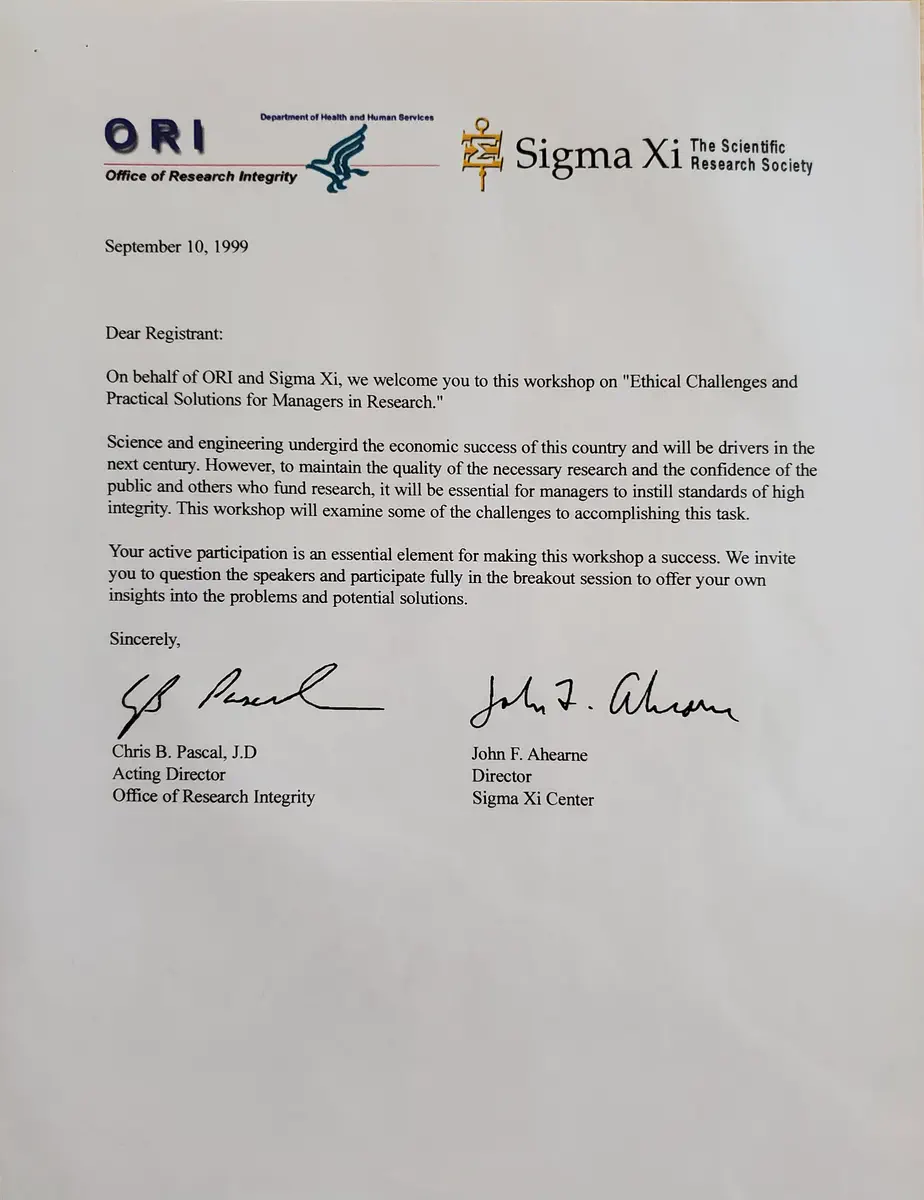 ORI
Department of Health and Human Services
Office of Research Integrity
Σ
Sigma Xi
The Scientific
Research Society
September 10, 1999
Dear Registrant:
On behalf of ORI and Sigma Xi, we welcome you to this workshop on "Ethical Challenges and
Practical Solutions for Managers in Research."
Science and engineering undergird the economic success of this country and will be drivers in the
next century. However, to maintain the quality of the necessary research and the confidence of the
public and others who fund research, it will be essential for managers to instill standards of high
integrity. This workshop will examine some of the challenges to accomplishing this task.
Your active participation is an essential element for making this workshop a success. We invite
you to question the speakers and participate fully in the breakout session to offer your own
insights into the problems and potential solutions.
Sincerely,
CB Pascal
John F. Ahearne
Chris B. Pascal, J.D
Acting Director
Office of Research Integrity
John F. Ahearne
Director
Sigma Xi Center